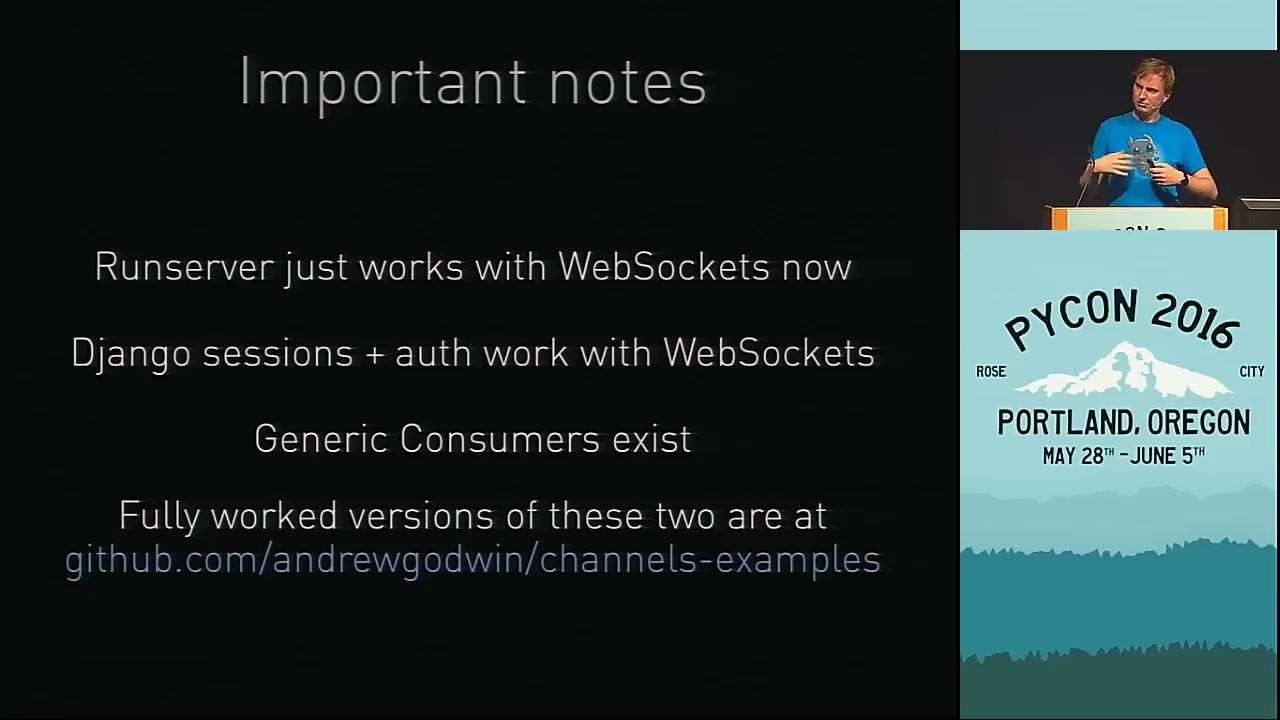 Important notes
Runserver just works with WebSockets now
Django sessions + auth work with WebSockets
Generic Consumers exist
Fully worked versions of these two are at
github.com/andrewgodwin/channels-examples
PYCON 2016
ROSE CITY
PORTLAND, OREGON
MAY 28TH - JUNE 5TH